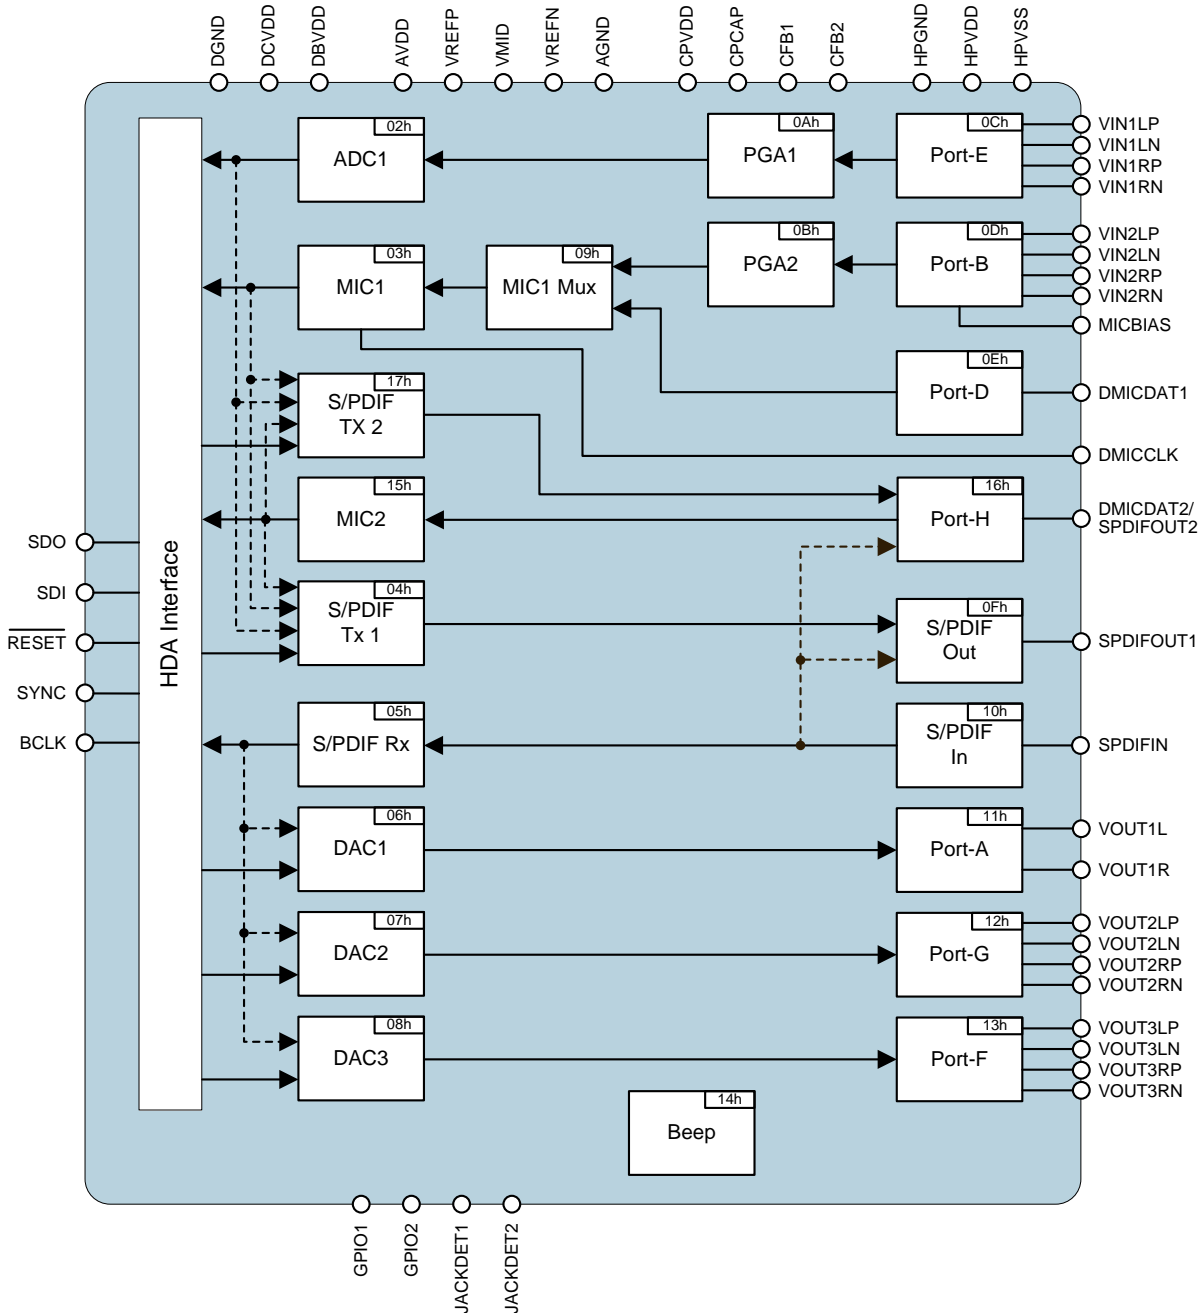 DGND
DCVDD
DBVDD
AVDD
VREFP
VMID
VREFN
AGND
CPVDD
CPCAP
CFB1
CFB2
HPGND
HPVDD
HPVSS
02h
ADC1
0Ah
PGA1
0Ch
Port-E
VIN1LP
VIN1LN
VIN1RP
VIN1RN
03h
MIC1
09h
MIC1 Mux
0Bh
PGA2
0Dh
Port-B
VIN2LP
VIN2LN
VIN2RP
VIN2RN
MICBIAS
0Eh
Port-D
DMICDAT1
17h
S/PDIF
TX 2
DMICCLK
15h
MIC2
16h
Port-H
DMICDAT2/
SPDIFOUT2
SDO
SDI
RESET
SYNC
BCLK
HDA Interface
04h
S/PDIF
Tx 1
0Fh
S/PDIF
Out
SPDIFOUT1
05h
S/PDIF Rx
10h
S/PDIF
In
SPDIFIN
06h
DAC1
11h
Port-A
VOUT1L
VOUT1R
07h
DAC2
12h
Port-G
VOUT2LP
VOUT2LN
VOUT2RP
VOUT2RN
08h
DAC3
13h
Port-F
VOUT3LP
VOUT3LN
VOUT3RP
VOUT3RN
14h
Beep
GPIO1
GPIO2
JACKDET1
JACKDET2